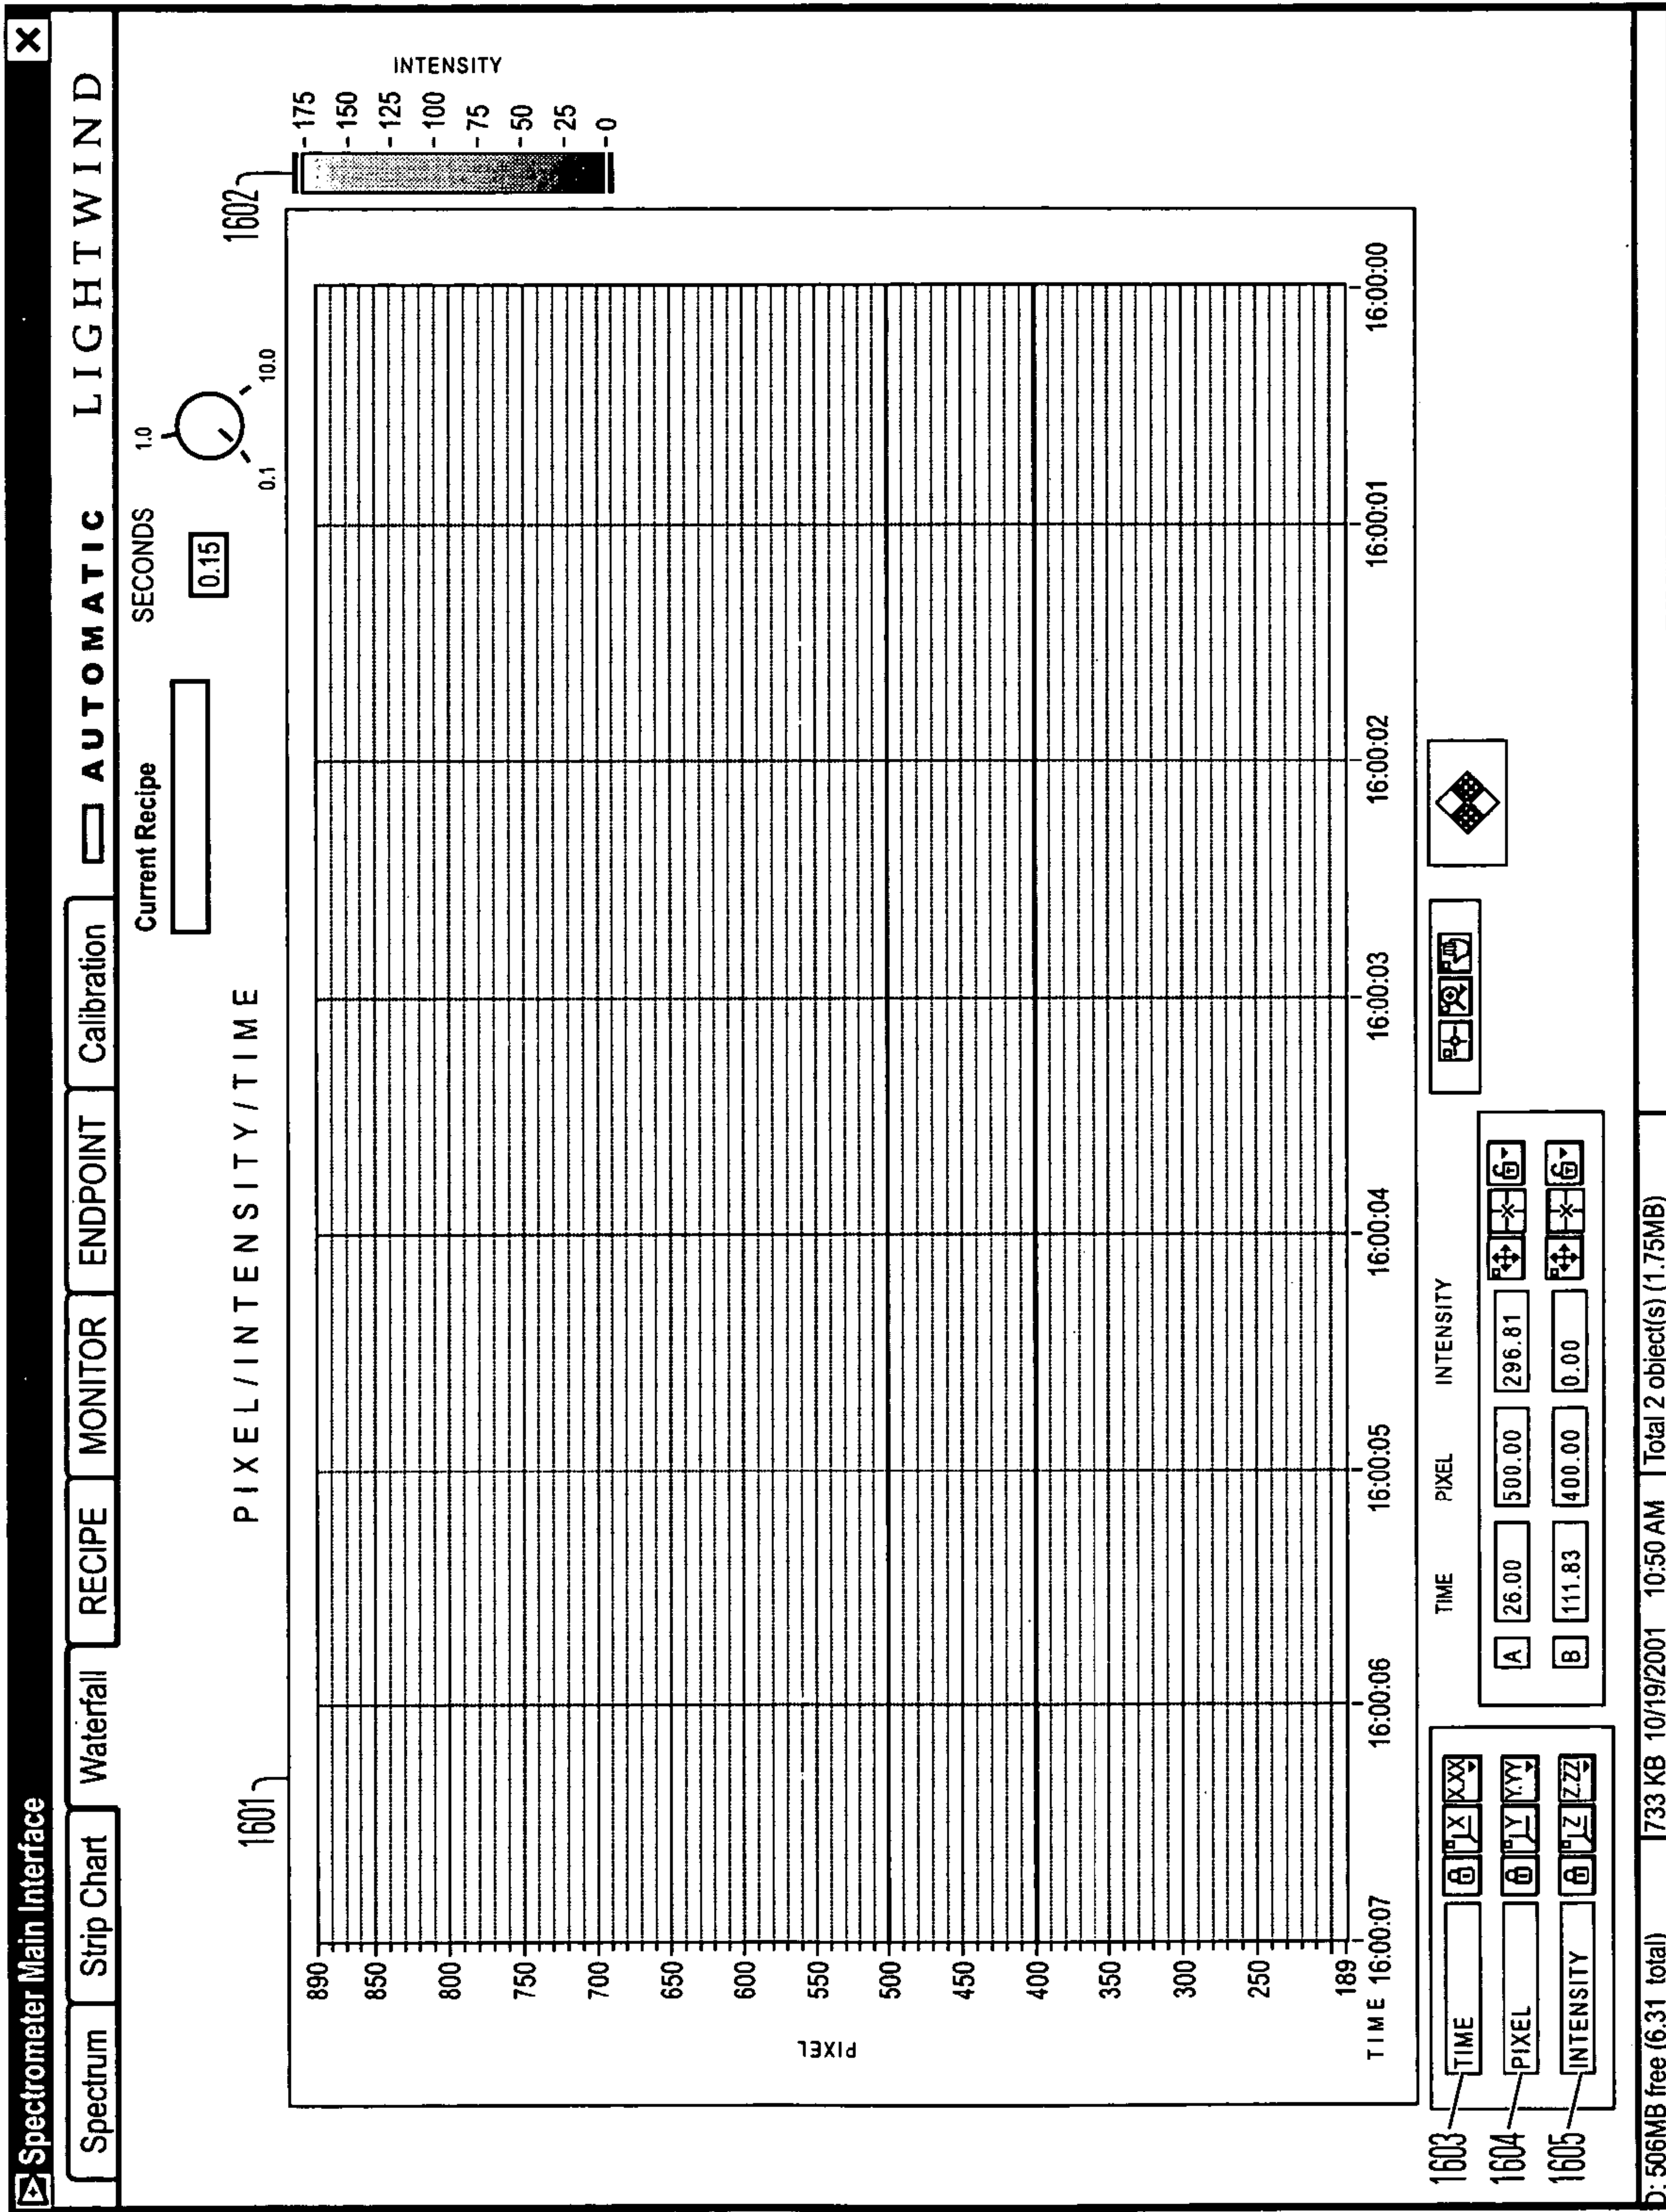 Spectrometer Main Interface
Spectrum
Strip Chart
Waterfall
RECIPE
MONITOR
ENDPOINT
Calibration
AUTOMATIC
LIGHTWIND
Current Recipe
SECONDS
0.15
1.0
0.1
10.0
PIXEL/INTENSITY/TIME
1601
1602
175
150
125
100
75
50
25
0
INTENSITY
PIXEL
890
850
800
750
700
650
600
550
500
450
400
350
300
250
189
TIME 16:00:07
16:00:06
16:00:05
16:00:04
16:00:03
16:00:02
16:00:01
16:00:00
1603
TIME
X
X.XX
1604
PIXEL
Y
Y.YY
1605
INTENSITY
Z
Z.ZZ
TIME PIXEL INTENSITY
A 26.00 500.00 296.81
B 111.83 400.00 0.00
D: 506MB free (6.31 total)
733 KB 10/19/2001 10:50 AM
Total 2 object(s) (1.75MB)